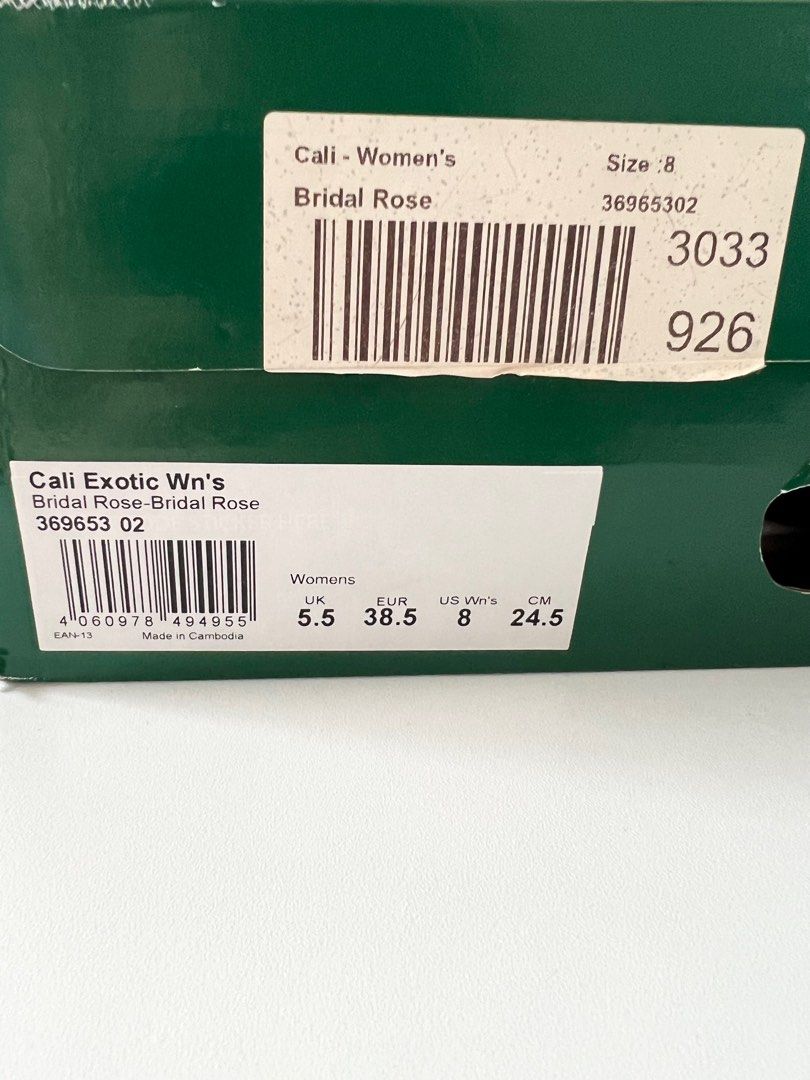 Cali - Women's
Size :8
Bridal Rose
36965302
3033
926
Cali Exotic Wn's
Bridal Rose-Bridal Rose
369653 02
4 060978 494955
EAN-13
Made in Cambodia
Womens
UK EUR US Wn's CM
5.5 38.5 8 24.5